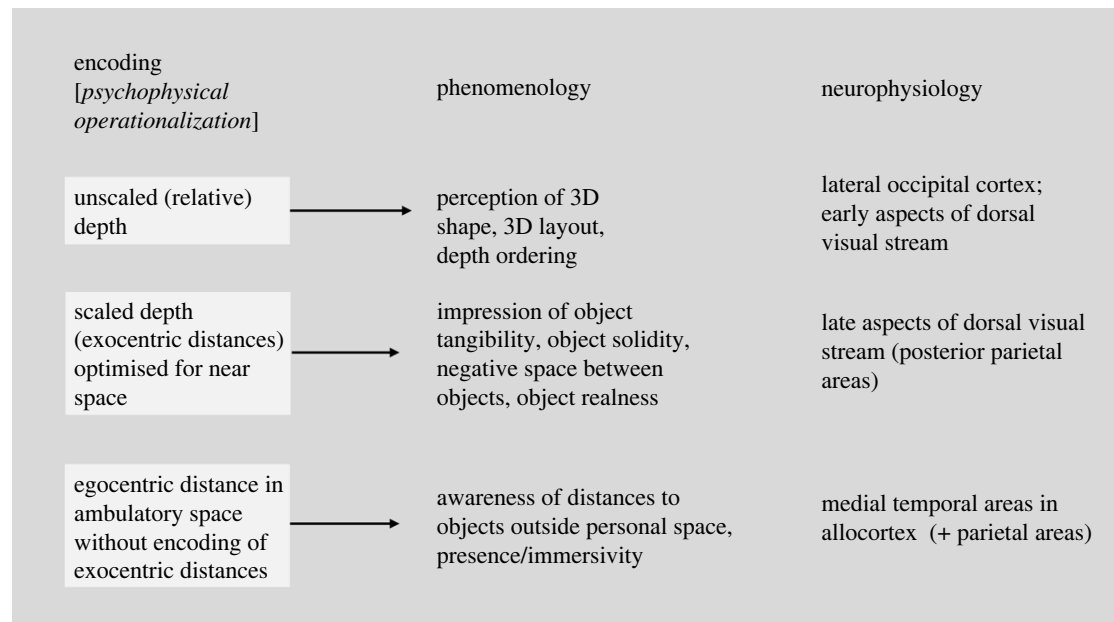 encoding
[psychophysical
operationalization]
phenomenology
neurophysiology
unscaled (relative)
depth
perception of 3D
shape, 3D layout,
depth ordering
lateral occipital cortex;
early aspects of dorsal
visual stream
scaled depth
(exocentric distances)
optimised for near
space
impression of object
tangibility, object solidity,
negative space between
objects, object realness
late aspects of dorsal visual
stream (posterior parietal
areas)
egocentric distance in
ambulatory space
without encoding of
exocentric distances
awareness of distances to
objects outside personal space,
presence/immersivity
medial temporal areas in
allocortex (+ parietal areas)